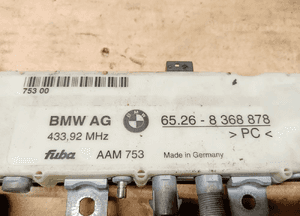 753 00
BMW AG
65.26 - 8 368 878
433,92 MHz
> PC <
fuba AAM 753 Made in Germany